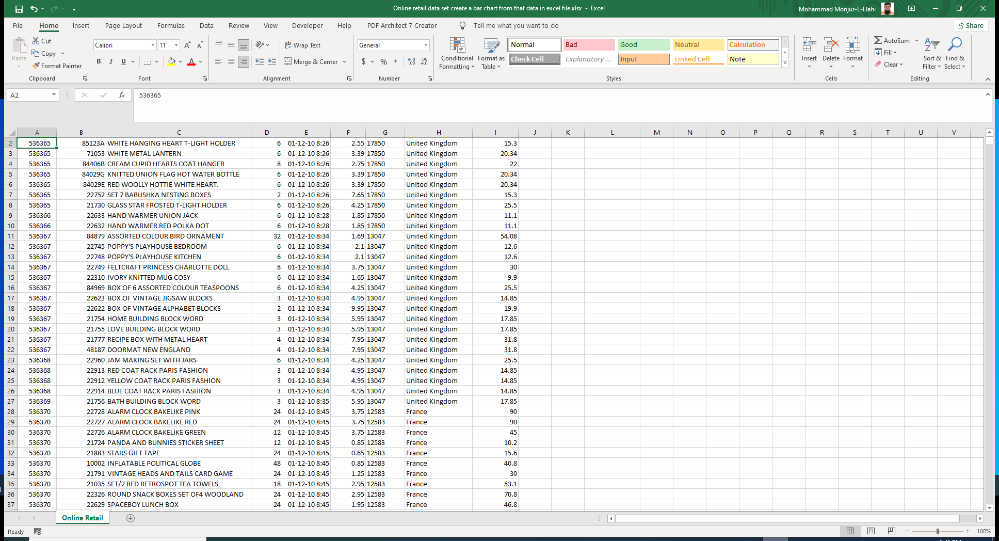 Online retail data set create a bar chart from that data in excel file.xlsx - Excel
Mohammad Monjur-E-Elahi
File Home Insert Page Layout Formulas Data Review View Developer Help PDF Architect 7 Creator Tell me what you want to do Share
Paste
Cut
Copy
Format Painter
Clipboard
Calibri 11
B I U
Font
Wrap Text
Merge & Center
Alignment
General
$ % ,
Number
Conditional Formatting
Format as Table
Normal Bad Good Neutral Calculation
Check Cell Explanatory ... Input Linked Cell Note
Styles
Insert Delete Format
Cells
AutoSum
Fill
Clear
Sort & Filter
Find & Select
Editing
A2 fx 536365
A B C D E F G H I J K L M N O P Q R S T U V
2 536365 85123A WHITE HANGING HEART T-LIGHT HOLDER 6 01-12-10 8:26 2.55 17850 United Kingdom 15.3
3 536365 71053 WHITE METAL LANTERN 6 01-12-10 8:26 3.39 17850 United Kingdom 20.34
4 536365 84406B CREAM CUPID HEARTS COAT HANGER 8 01-12-10 8:26 2.75 17850 United Kingdom 22
5 536365 84029G KNITTED UNION FLAG HOT WATER BOTTLE 6 01-12-10 8:26 3.39 17850 United Kingdom 20.34
6 536365 84029E RED WOOLLY HOTTIE WHITE HEART. 6 01-12-10 8:26 3.39 17850 United Kingdom 20.34
7 536365 22752 SET 7 BABUSHKA NESTING BOXES 2 01-12-10 8:26 7.65 17850 United Kingdom 15.3
8 536365 21730 GLASS STAR FROSTED T-LIGHT HOLDER 6 01-12-10 8:26 4.25 17850 United Kingdom 25.5
9 536366 22633 HAND WARMER UNION JACK 6 01-12-10 8:28 1.85 17850 United Kingdom 11.1
10 536366 22632 HAND WARMER RED POLKA DOT 6 01-12-10 8:28 1.85 17850 United Kingdom 11.1
11 536367 84879 ASSORTED COLOUR BIRD ORNAMENT 32 01-12-10 8:34 1.69 13047 United Kingdom 54.08
12 536367 22745 POPPY'S PLAYHOUSE BEDROOM 6 01-12-10 8:34 2.1 13047 United Kingdom 12.6
13 536367 22748 POPPY'S PLAYHOUSE KITCHEN 6 01-12-10 8:34 2.1 13047 United Kingdom 12.6
14 536367 22749 FELTCRAFT PRINCESS CHARLOTTE DOLL 8 01-12-10 8:34 3.75 13047 United Kingdom 30
15 536367 22310 IVORY KNITTED MUG COSY 6 01-12-10 8:34 1.65 13047 United Kingdom 9.9
16 536367 84969 BOX OF 6 ASSORTED COLOUR TEASPOONS 6 01-12-10 8:34 4.25 13047 United Kingdom 25.5
17 536367 22623 BOX OF VINTAGE JIGSAW BLOCKS 3 01-12-10 8:34 4.95 13047 United Kingdom 14.85
18 536367 22622 BOX OF VINTAGE ALPHABET BLOCKS 2 01-12-10 8:34 9.95 13047 United Kingdom 19.9
19 536367 21754 HOME BUILDING BLOCK WORD 3 01-12-10 8:34 5.95 13047 United Kingdom 17.85
20 536367 21755 LOVE BUILDING BLOCK WORD 3 01-12-10 8:34 5.95 13047 United Kingdom 17.85
21 536367 21777 RECIPE BOX WITH METAL HEART 4 01-12-10 8:34 7.95 13047 United Kingdom 31.8
22 536367 48187 DOORMAT NEW ENGLAND 4 01-12-10 8:34 7.95 13047 United Kingdom 31.8
23 536368 22960 JAM MAKING SET WITH JARS 6 01-12-10 8:34 4.25 13047 United Kingdom 25.5
24 536368 22913 RED COAT RACK PARIS FASHION 3 01-12-10 8:34 4.95 13047 United Kingdom 14.85
25 536368 22912 YELLOW COAT RACK PARIS FASHION 3 01-12-10 8:34 4.95 13047 United Kingdom 14.85
26 536368 22914 BLUE COAT RACK PARIS FASHION 3 01-12-10 8:34 4.95 13047 United Kingdom 14.85
27 536369 21756 BATH BUILDING BLOCK WORD 3 01-12-10 8:35 5.95 13047 United Kingdom 17.85
28 536370 22728 ALARM CLOCK BAKELIKE PINK 24 01-12-10 8:45 3.75 12583 France 90
29 536370 22727 ALARM CLOCK BAKELIKE RED 24 01-12-10 8:45 3.75 12583 France 90
30 536370 22726 ALARM CLOCK BAKELIKE GREEN 12 01-12-10 8:45 3.75 12583 France 45
31 536370 21724 PANDA AND BUNNIES STICKER SHEET 12 01-12-10 8:45 0.85 12583 France 10.2
32 536370 21883 STARS GIFT TAPE 24 01-12-10 8:45 0.65 12583 France 15.6
33 536370 10002 INFLATABLE POLITICAL GLOBE 48 01-12-10 8:45 0.85 12583 France 40.8
34 536370 21791 VINTAGE HEADS AND TAILS CARD GAME 24 01-12-10 8:45 1.25 12583 France 30
35 536370 21035 SET/2 RED RETROSPOT TEA TOWELS 18 01-12-10 8:45 2.95 12583 France 53.1
36 536370 22326 ROUND SNACK BOXES SET OF4 WOODLAND 24 01-12-10 8:45 2.95 12583 France 70.8
37 536370 22629 SPACEBOY LUNCH BOX 24 01-12-10 8:45 1.95 12583 France 46.8
Online Retail
Ready 100%